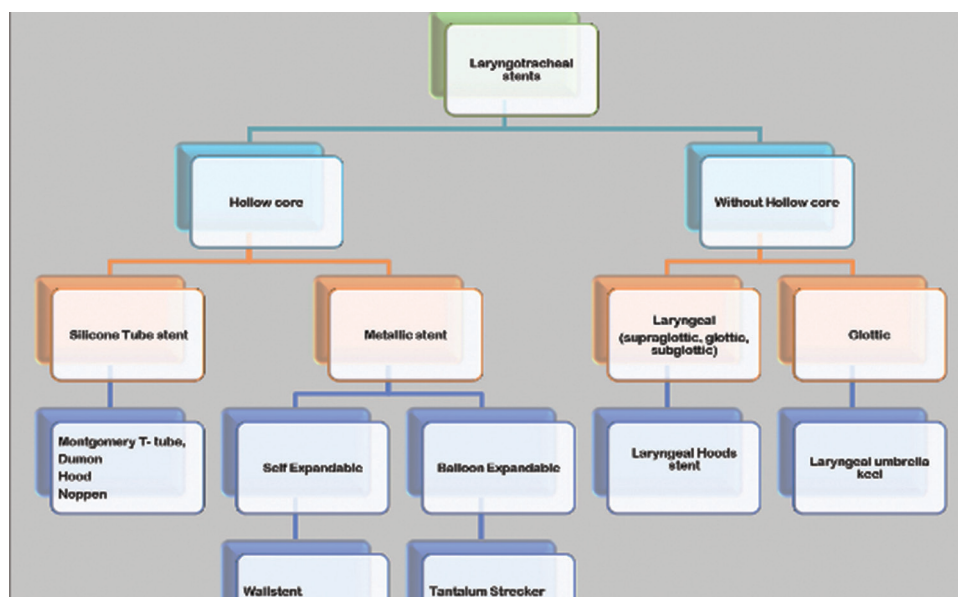 Laryngotracheal
stents
Hollow core
Without Hollow core
Silicone Tube stent
Metallic stent
Laryngeal
(supraglottic, glottic,
subglottic)
Glottic
Montgomery T- tube,
Dumon
Hood
Noppen
Self Expandable
Balloon Expandable
Laryngeal Hoods
stent
Laryngeal umbrella
keel
Wallstent
Tantalum Strecker